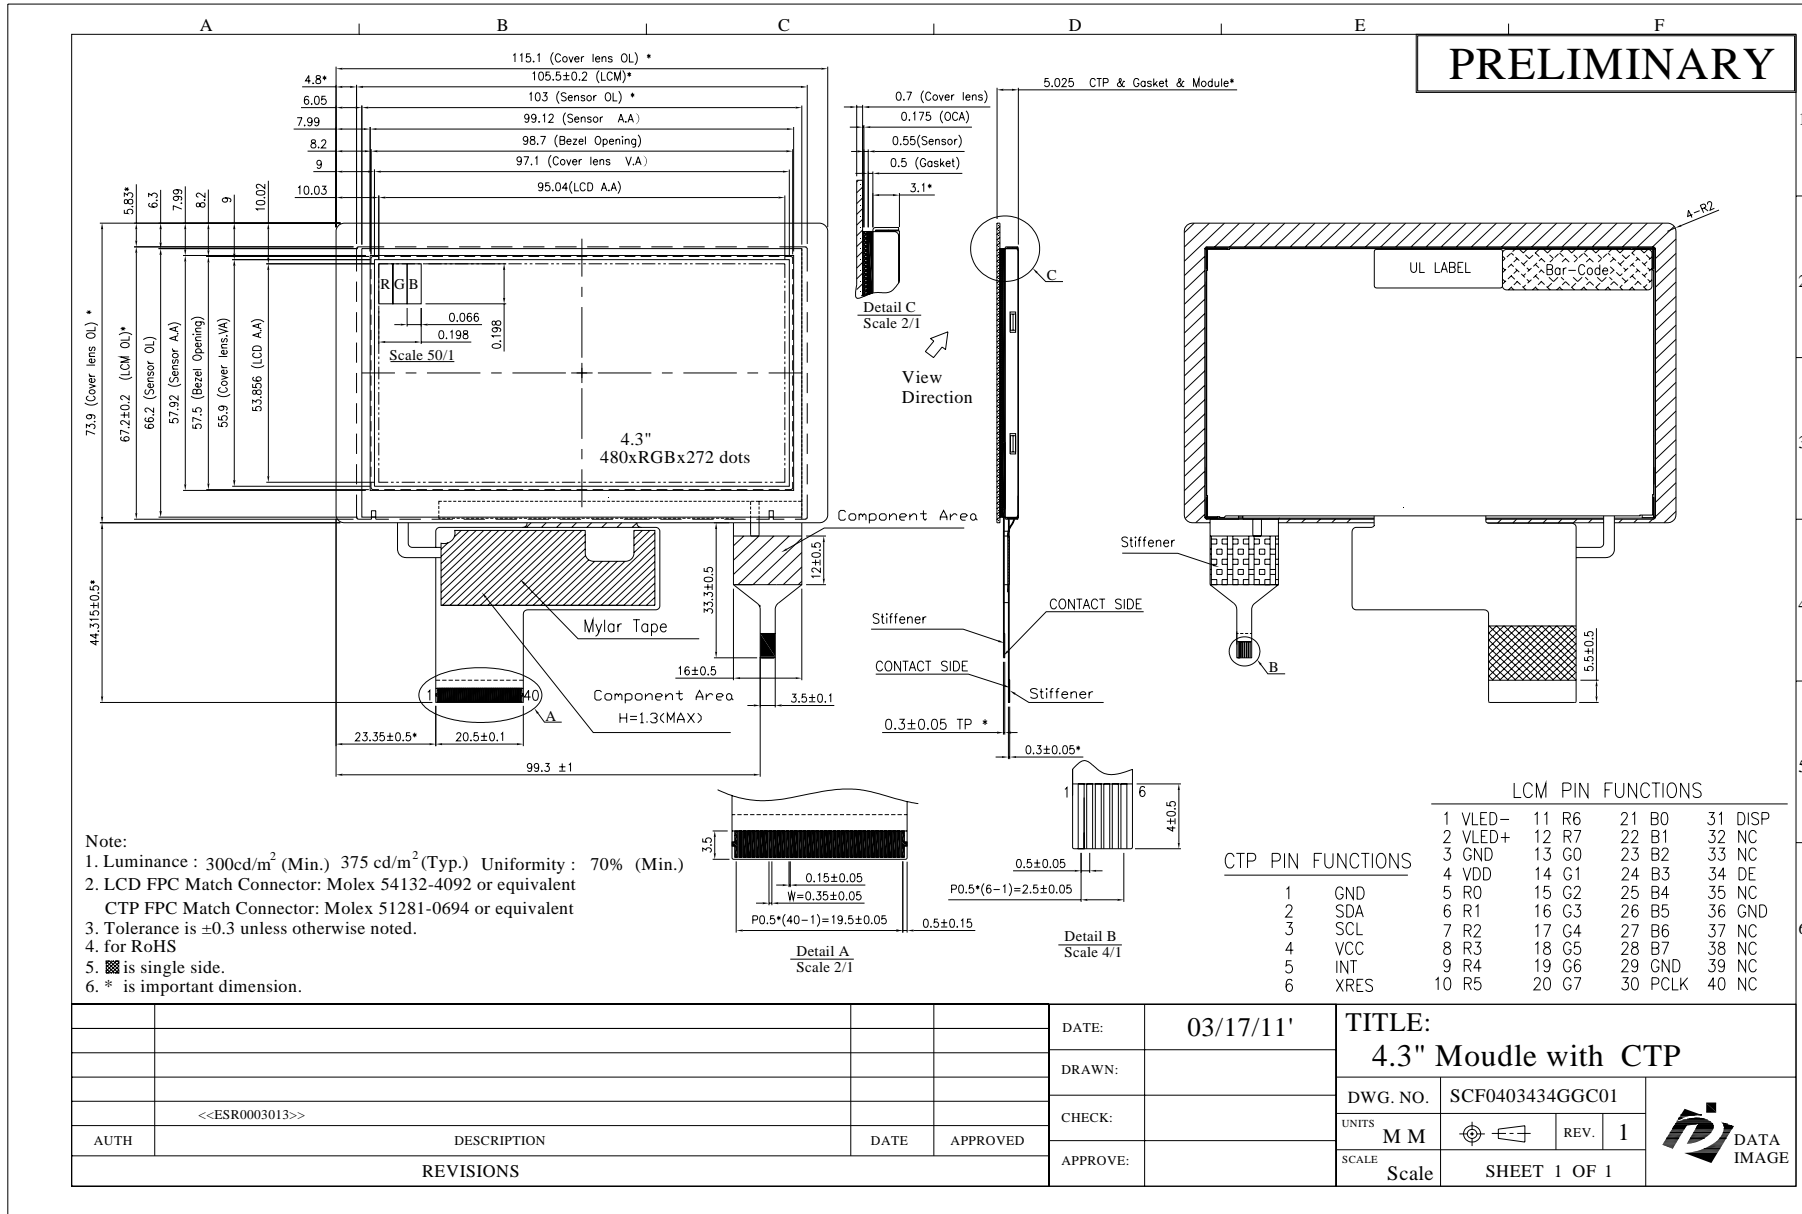 A B C D E F
PRELIMINARY
115.1 (Cover lens OL) *
4.8* 105.5±0.2 (LCM)*
6.05 103 (Sensor OL) *
7.99 99.12 (Sensor A.A)
8.2 98.7 (Bezel Opening)
9 97.1 (Cover lens V.A)
10.03 95.04(LCD A.A)
5.83*
6.3
7.99
8.2
9
10.02
73.9 (Cover lens OL) *
67.2±0.2 (LCM OL)*
66.2 (Sensor OL)
57.92 (Sensor A.A)
57.5 (Bezel Opening)
55.9 (Cover lens.VA)
53.856 (LCD A.A)
44.315±0.5*
R G B
0.066
0.198
0.198
Scale 50/1
4.3"
480xRGBx272 dots
0.7 (Cover lens)
0.175 (OCA)
0.55(Sensor)
0.5 (Gasket)
3.1*
Detail C
Scale 2/1
View
Direction
5.025 CTP & Gasket & Module*
C
4-R2
UL LABEL
Bar-Code
Component Area
12±0.5
33.3±0.5
Mylar Tape
16±0.5
3.5±0.1
Component Area
H=1.3(MAX)
1 40
A
23.35±0.5*
20.5±0.1
99.3 ±1
Stiffener
CONTACT SIDE
CONTACT SIDE
Stiffener
0.3±0.05 TP *
0.3±0.05*
Stiffener
B
5.5±0.5
3.5
0.15±0.05
W=0.35±0.05
P0.5*(40-1)=19.5±0.05
0.5±0.15
Detail A
Scale 2/1
1 6
4±0.5
0.5±0.05
P0.5*(6-1)=2.5±0.05
Detail B
Scale 4/1
CTP PIN FUNCTIONS
1 GND
2 SDA
3 SCL
4 VCC
5 INT
6 XRES
LCM PIN FUNCTIONS
1 VLED- 11 R6 21 B0 31 DISP
2 VLED+ 12 R7 22 B1 32 NC
3 GND 13 G0 23 B2 33 NC
4 VDD 14 G1 24 B3 34 DE
5 R0 15 G2 25 B4 35 NC
6 R1 16 G3 26 B5 36 GND
7 R2 17 G4 27 B6 37 NC
8 R3 18 G5 28 B7 38 NC
9 R4 19 G6 29 GND 39 NC
10 R5 20 G7 30 PCLK 40 NC
Note:
1. Luminance : 300cd/m² (Min.) 375 cd/m² (Typ.) Uniformity : 70% (Min.)
2. LCD FPC Match Connector: Molex 54132-4092 or equivalent
CTP FPC Match Connector: Molex 51281-0694 or equivalent
3. Tolerance is ±0.3 unless otherwise noted.
4. for RoHS
5. is single side.
6. * is important dimension.
<<ESR0003013>>
AUTH DESCRIPTION DATE APPROVED
REVISIONS
DATE: 03/17/11'
DRAWN:
CHECK:
APPROVE:
TITLE:
4.3" Moudle with CTP
DWG. NO. SCF0403434GGC01
UNITS M M REV. 1
SCALE Scale SHEET 1 OF 1
DATA
IMAGE